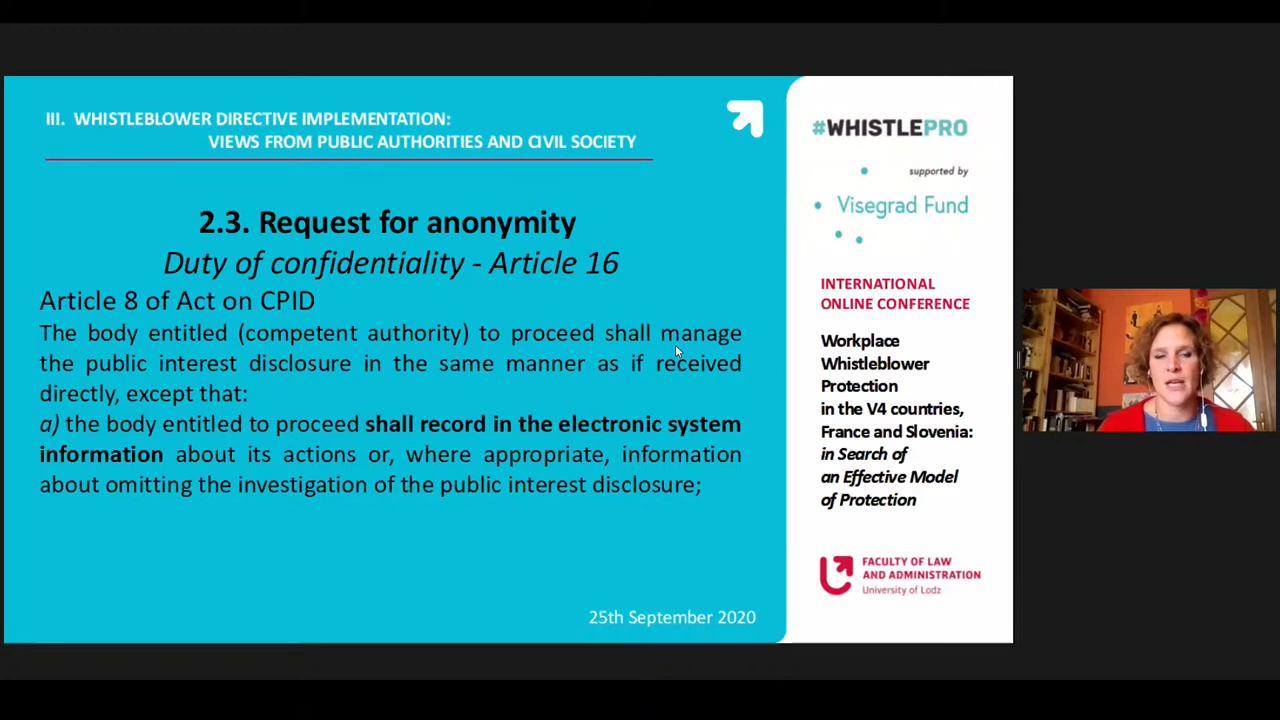 III. WHISTLEBLOWER DIRECTIVE IMPLEMENTATION:
VIEWS FROM PUBLIC AUTHORITIES AND CIVIL SOCIETY
2.3. Request for anonymity
Duty of confidentiality - Article 16
Article 8 of Act on CPID
The body entitled (competent authority) to proceed shall manage
the public interest disclosure in the same manner as if received
directly, except that:
a) the body entitled to proceed shall record in the electronic system
information about its actions or, where appropriate, information
about omitting the investigation of the public interest disclosure;
25th September 2020
#WHISTLEPRO
supported by
Visegrad Fund
INTERNATIONAL
ONLINE CONFERENCE
Workplace
Whistleblower
Protection
in the V4 countries,
France and Slovenia:
in Search of
an Effective Model
of Protection
FACULTY OF LAW
AND ADMINISTRATION
University of Lodz